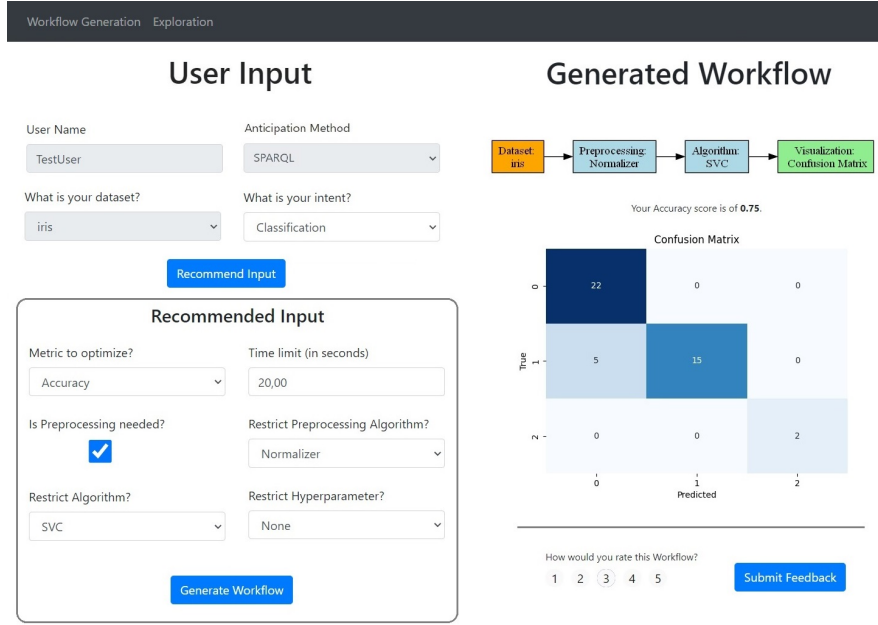 Workflow Generation Exploration
User Input
User Name
Anticipation Method
TestUser
SPARQL
What is your dataset?
What is your intent?
iris
Classification
Recommend Input
Recommended Input
Metric to optimize?
Time limit (in seconds)
Accuracy
20,00
Is Preprocessing needed?
Restrict Preprocessing Algorithm?
Normalizer
Restrict Algorithm?
Restrict Hyperparameter?
SVC
None
Generate Workflow
Generated Workflow
Dataset:
iris
Preprocessing:
Normalizer
Algorithm:
SVC
Visualization:
Confusion Matrix
Your Accuracy score is of 0.75.
Confusion Matrix
True
0
22 0 0
1
5 15 0
2
0 0 2
0 1 2
Predicted
How would you rate this Workflow?
1 2 3 4 5
Submit Feedback